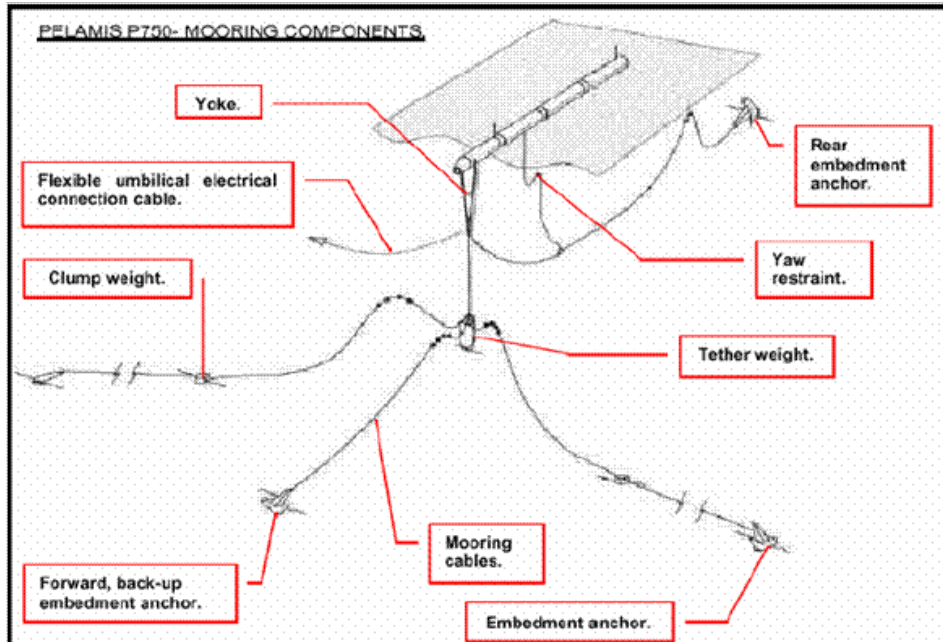 PELAMIS P750- MOORING COMPONENTS
Yoke.
Rear
embedment
anchor.
Flexible umbilical electrical
connection cable.
Yaw
restraint.
Clump weight.
Tether weight.
Mooring
cables.
Forward, back-up
embedment anchor.
Embedment anchor.